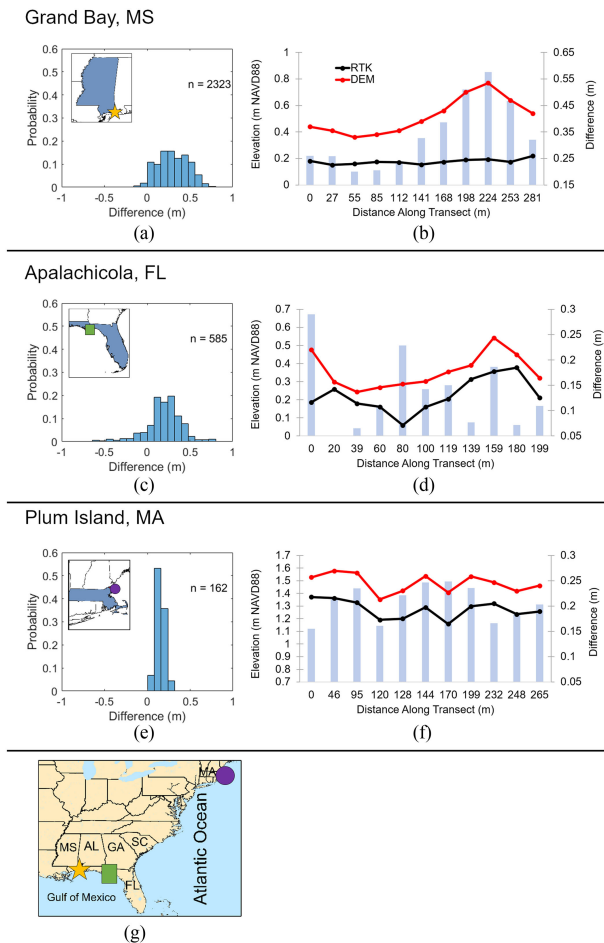 Grand Bay, MS
0.6
0.5
0.4
0.3
0.2
0.1
0
Probability
n = 2323
-1 -0.5 0 0.5 1
Difference (m)
(a)
1
0.8
0.6
0.4
0.2
0
Elevation (m NAVD88)
RTK
DEM
0.65
0.55
0.45
0.35
0.25
0.15
Difference (m)
0 27 55 85 112 141 168 198 224 253 281
Distance Along Transect (m)
(b)
Apalachicola, FL
0.6
0.5
0.4
0.3
0.2
0.1
0
Probability
n = 585
-1 -0.5 0 0.5 1
Difference (m)
(c)
0.7
0.6
0.5
0.4
0.3
0.2
0.1
0
Elevation (m NAVD88)
0.3
0.25
0.2
0.15
0.1
0.05
Difference (m)
0 20 39 60 80 100 119 139 159 180 199
Distance Along Transect (m)
(d)
Plum Island, MA
0.6
0.5
0.4
0.3
0.2
0.1
0
Probability
n = 162
-1 -0.5 0 0.5 1
Difference (m)
(e)
1.7
1.6
1.5
1.4
1.3
1.2
1.1
1
0.9
0.8
0.7
Elevation (m NAVD88)
0.3
0.25
0.2
0.15
0.1
0.05
Difference (m)
0 46 95 120 128 144 170 199 232 248 265
Distance Along Transect (m)
(f)
MA
MS AL GA SC
FL
Gulf of Mexico
Atlantic Ocean
(g)